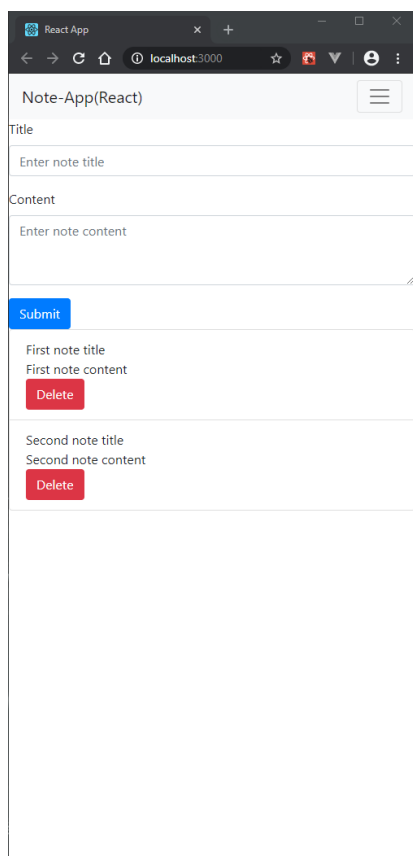 React App
localhost:3000
Note-App(React)
Title
Enter note title
Content
Enter note content
Submit
First note title
First note content
Delete
Second note title
Second note content
Delete